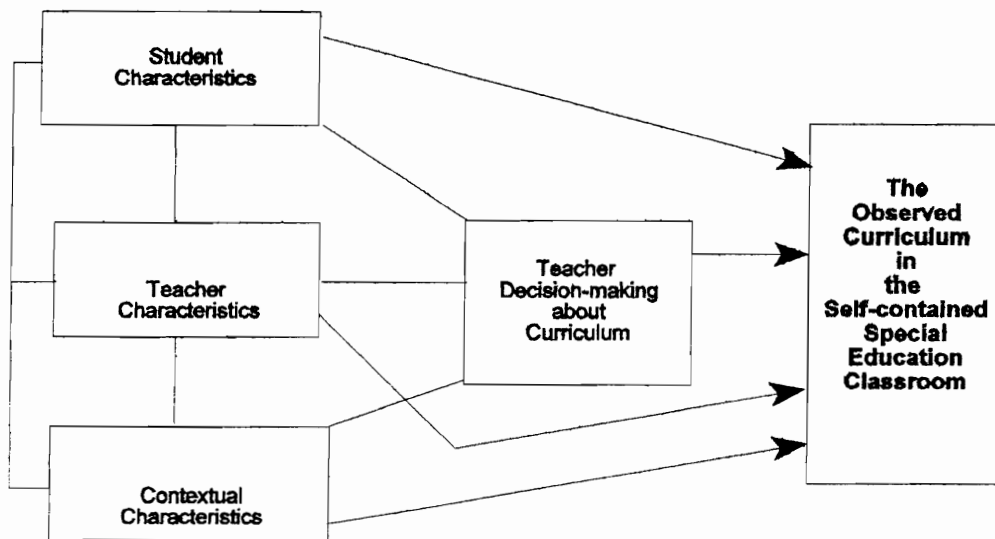 Student
Characteristics
Teacher
Characteristics
Contextual
Characteristics
Teacher
Decision-making
about
Curriculum
The
Observed
Curriculum
in
the
Self-contained
Special
Education
Classroom